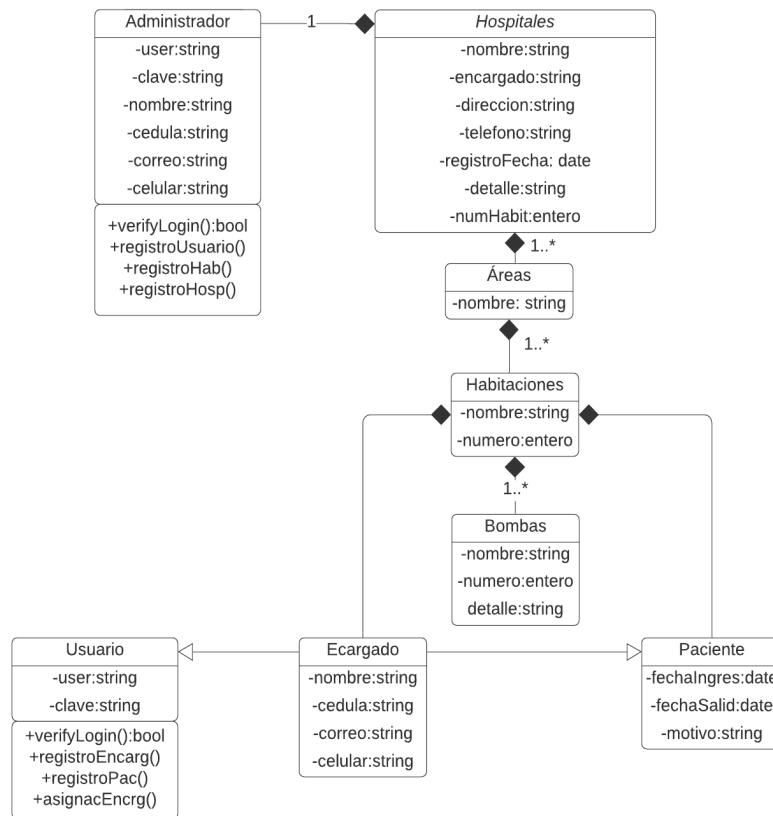 Administrador
-user:string
-clave:string
-nombre:string
-cedula:string
-correo:string
-celular:string
+verifyLogin():bool
+registroUsuario()
+registroHab()
+registroHosp()
1
Hospitales
-nombre:string
-encargado:string
-direccion:string
-telefono:string
-registroFecha: date
-detalle:string
-numHabit:entero
1..*
Áreas
-nombre: string
1..*
Habitaciones
-nombre:string
-numero:entero
1..*
Bombas
-nombre:string
-numero:entero
detalle:string
Usuario
-user:string
-clave:string
+verifyLogin():bool
+registroEncarg()
+registroPac()
+asignacEncrg()
Ecargado
-nombre:string
-cedula:string
-correo:string
-celular:string
Paciente
-fechaIngres:date
-fechaSalid:date
-motivo:string